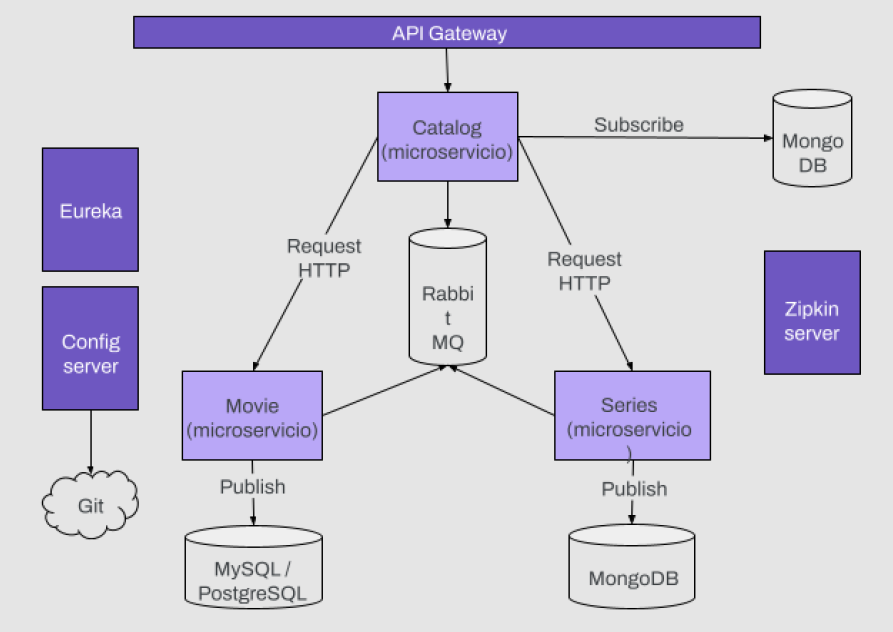 API Gateway
Catalog
(microservicio)
Subscribe
Mongo
DB
Eureka
Request
HTTP
Request
HTTP
Rabbi
t
MQ
Zipkin
server
Config
server
Movie
(microservicio)
Series
(microservicio
)
Git
Publish
Publish
MySQL /
PostgreSQL
MongoDB